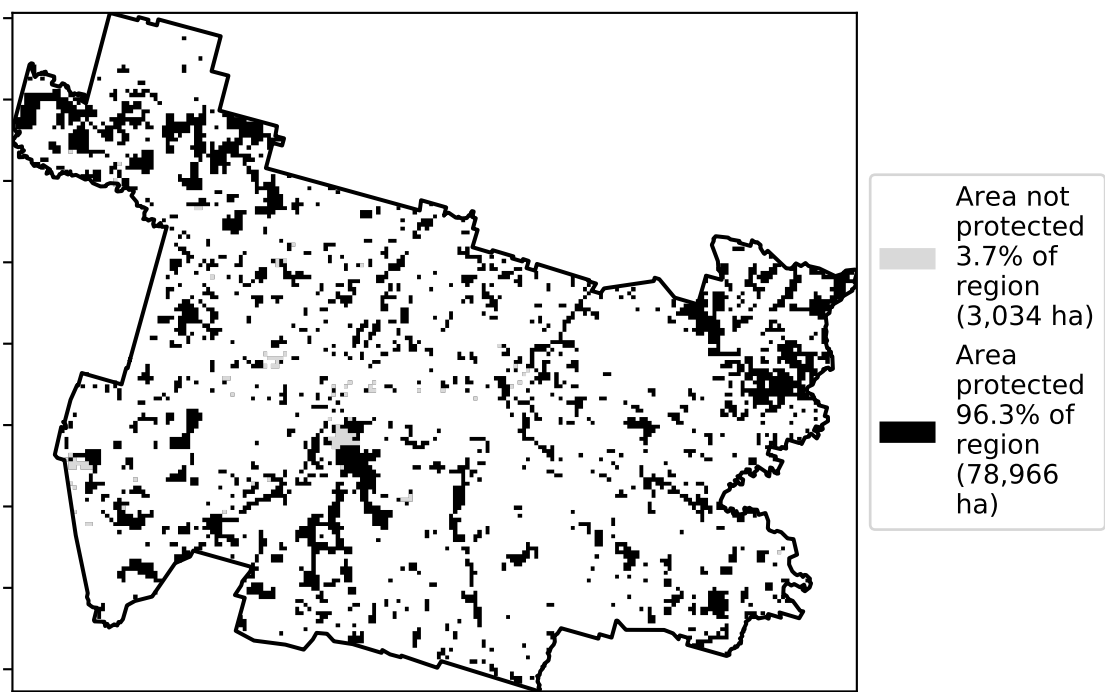 Area not
protected
3.7% of
region
(3,034 ha)
Area
protected
96.3% of
region
(78,966
ha)